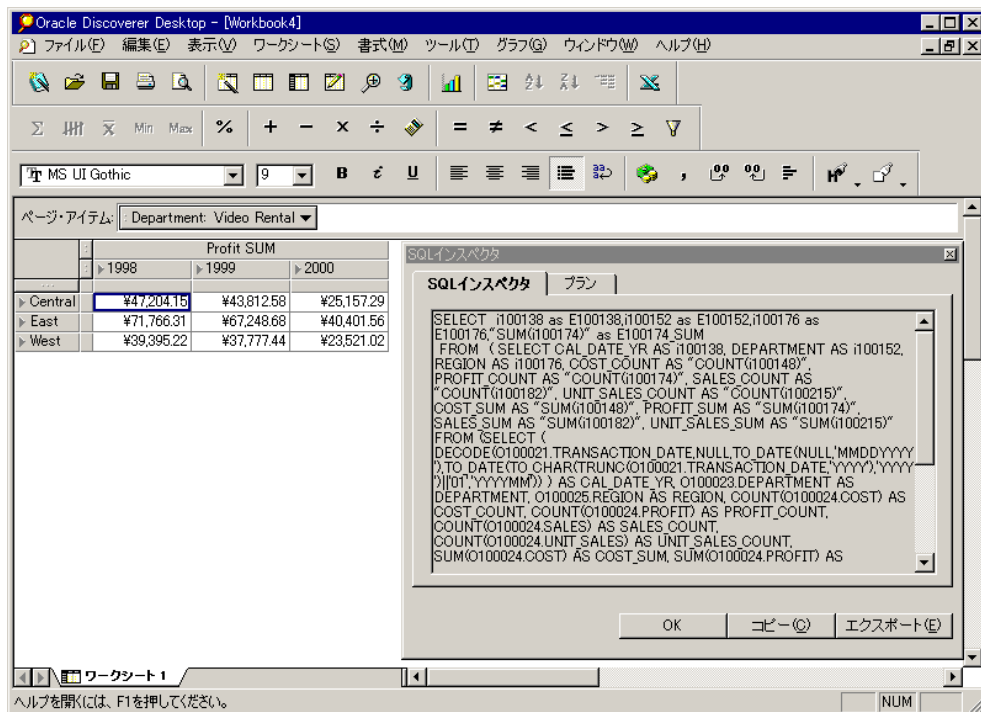 Oracle Discoverer Desktop - [Workbook4]
ファイル(F) 編集(E) 表示(V) ワークシート(S) 書式(M) ツール(T) グラフ(G) ウィンドウ(W) ヘルプ(H)
Σ X Min Max % + − × ÷ = ≠ < ≤ > ≥
MS UI Gothic 9 B i U
ページ・アイテム: Department: Video Rental
Profit SUM
1998 1999 2000
Central ¥47,204.15 ¥43,812.58 ¥25,157.29
East ¥71,766.31 ¥67,248.68 ¥40,401.56
West ¥39,395.22 ¥37,777.44 ¥23,521.02
SQLインスペクタ
SQLインスペクタ プラン
SELECT i100138 as E100138,i100152 as E100152,i100176 as
E100176,"SUM(i100174)" as E100174_SUM
FROM ( SELECT CAL_DATE_YR AS i100138, DEPARTMENT AS i100152,
REGION AS i100176, COST_COUNT AS "COUNT(i100148)",
PROFIT_COUNT AS "COUNT(i100174)", SALES_COUNT AS
"COUNT(i100182)", UNIT_SALES_COUNT AS "COUNT(i100215)",
COST_SUM AS "SUM(i100148)", PROFIT_SUM AS "SUM(i100174)",
SALES_SUM AS "SUM(i100182)", UNIT_SALES_SUM AS "SUM(i100215)"
FROM (SELECT (
DECODE(O100021.TRANSACTION_DATE,NULL,TO_DATE(NULL,'MMDDYYYY
'),TO_DATE(TO_CHAR(TRUNC(O100021.TRANSACTION_DATE,'YYYY'),'YYYY
')||'01','YYYYMM')) ) AS CAL_DATE_YR, O100023.DEPARTMENT AS
DEPARTMENT, O100025.REGION AS REGION, COUNT(O100024.COST) AS
COST_COUNT, COUNT(O100024.PROFIT) AS PROFIT_COUNT,
COUNT(O100024.SALES) AS SALES_COUNT,
COUNT(O100024.UNIT_SALES) AS UNIT_SALES_COUNT,
SUM(O100024.COST) AS COST_SUM, SUM(O100024.PROFIT) AS
OK コピー(C) エクスポート(E)
ワークシート 1
ヘルプを開くには、F1を押してください。 NUM